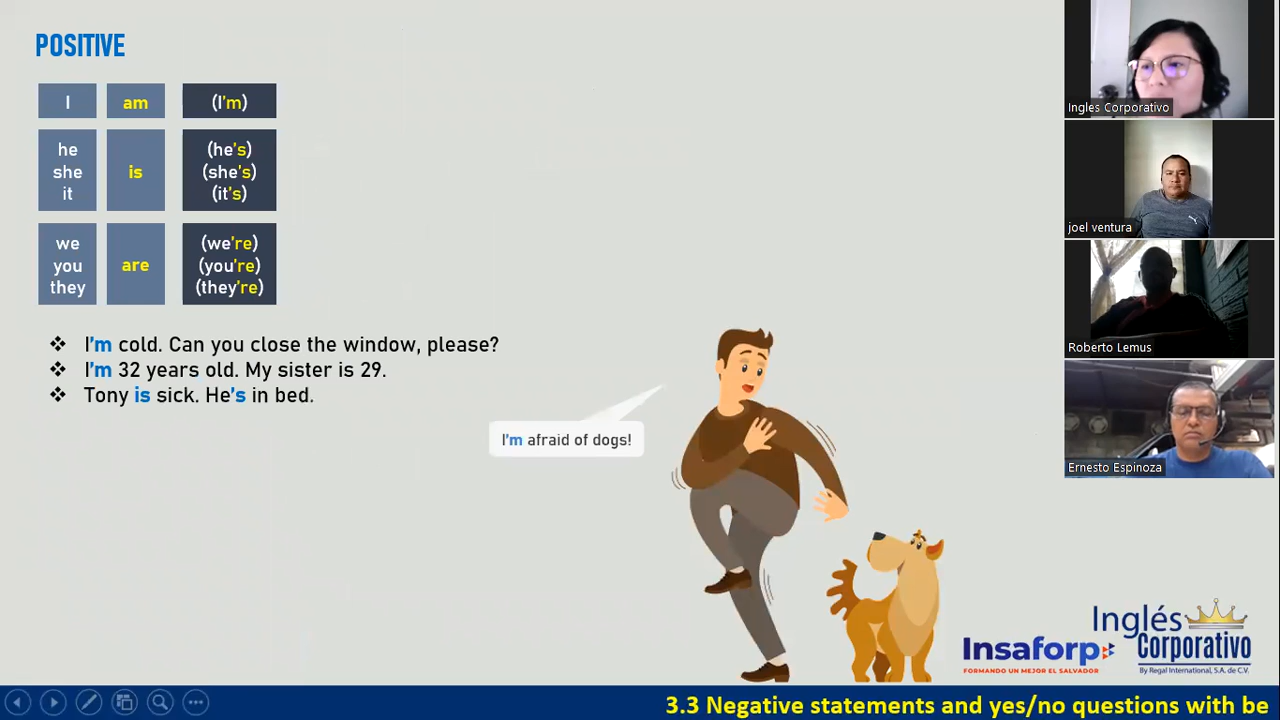 POSITIVE
I am (I'm)
he
she
it
is
(he's)
(she's)
(it's)
we
you
they
are
(we're)
(you're)
(they're)
I'm cold. Can you close the window, please?
I'm 32 years old. My sister is 29.
Tony is sick. He's in bed.
I'm afraid of dogs!
Ingles Corporativo
joel ventura
Roberto Lemus
Ernesto Espinoza
Insaforp
FORMANDO UN MEJOR EL SALVADOR
Inglés
Corporativo
By Regal International, S.A. de C.V.
3.3 Negative statements and yes/no questions with be